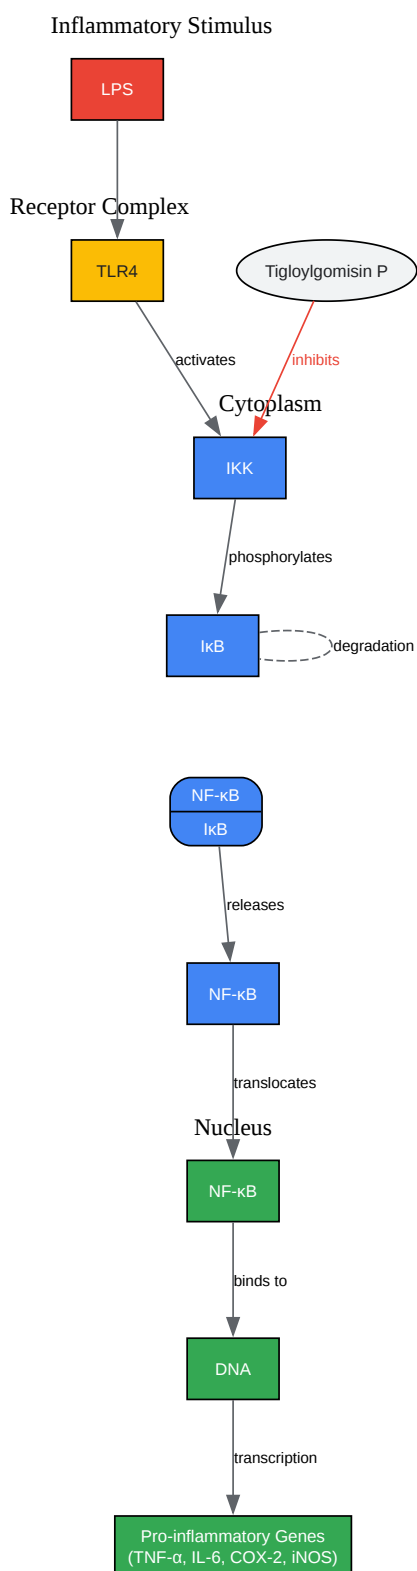 Inflammatory Stimulus
LPS
Receptor Complex
TLR4
Tigloylgomisin P
activates
inhibits
Cytoplasm
IKK
phosphorylates
IκB
degradation
NF-κB
IκB
releases
NF-κB
translocates
Nucleus
NF-κB
binds to
DNA
transcription
Pro-inflammatory Genes
(TNF-α, IL-6, COX-2, iNOS)